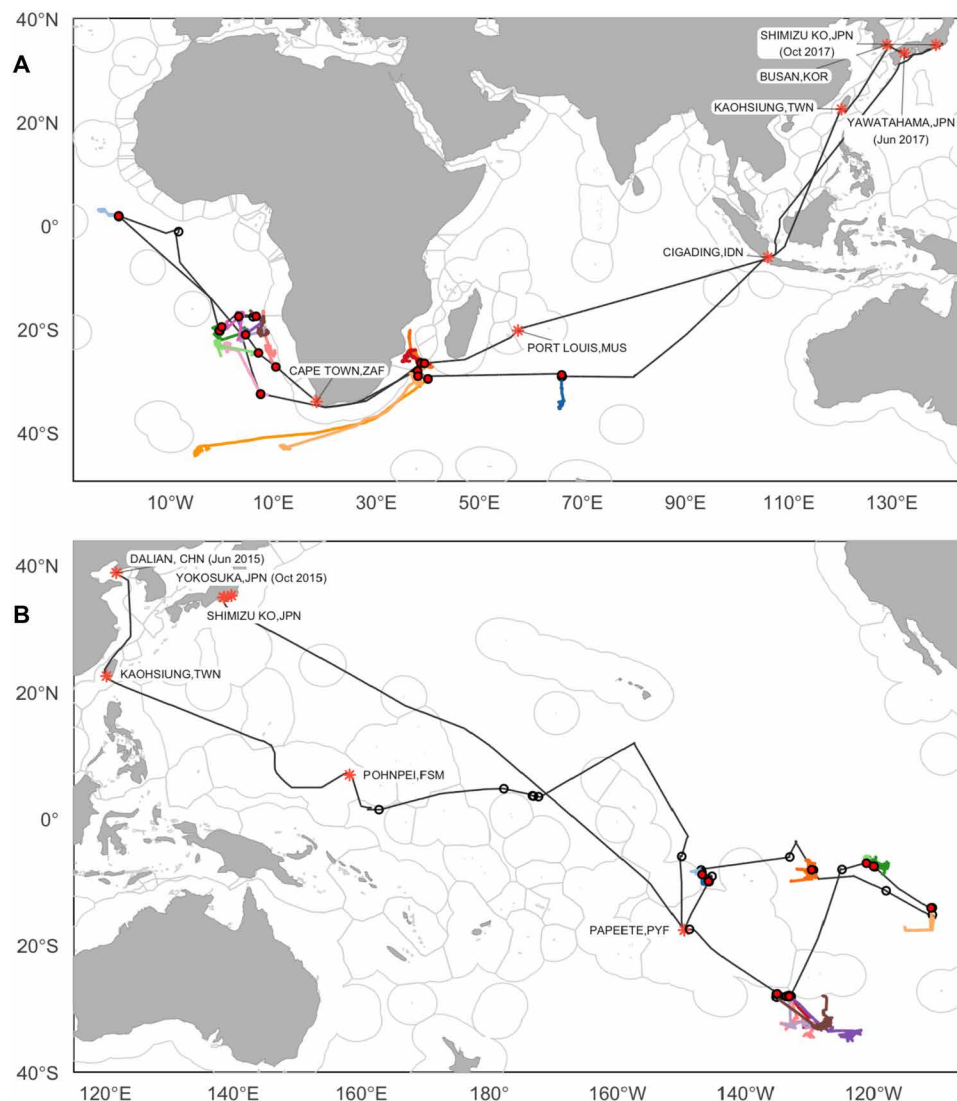 40°N
A
SHIMIZU KO,JPN
(Oct 2017)
BUSAN,KOR
KAOHSIUNG,TWN
20°N
YAWATAHAMA,JPN
(Jun 2017)
0°
CIGADING,IDN
20°S
PORT LOUIS,MUS
CAPE TOWN,ZAF
40°S
10°W 10°E 30°E 50°E 70°E 90°E 110°E 130°E
40°N
DALIAN, CHN (Jun 2015)
YOKOSUKA,JPN (Oct 2015)
B
SHIMIZU KO,JPN
KAOHSIUNG,TWN
20°N
POHNPEI,FSM
0°
PAPEETE,PYF
20°S
40°S
120°E 140°E 160°E 180° 160°W 140°W 120°W